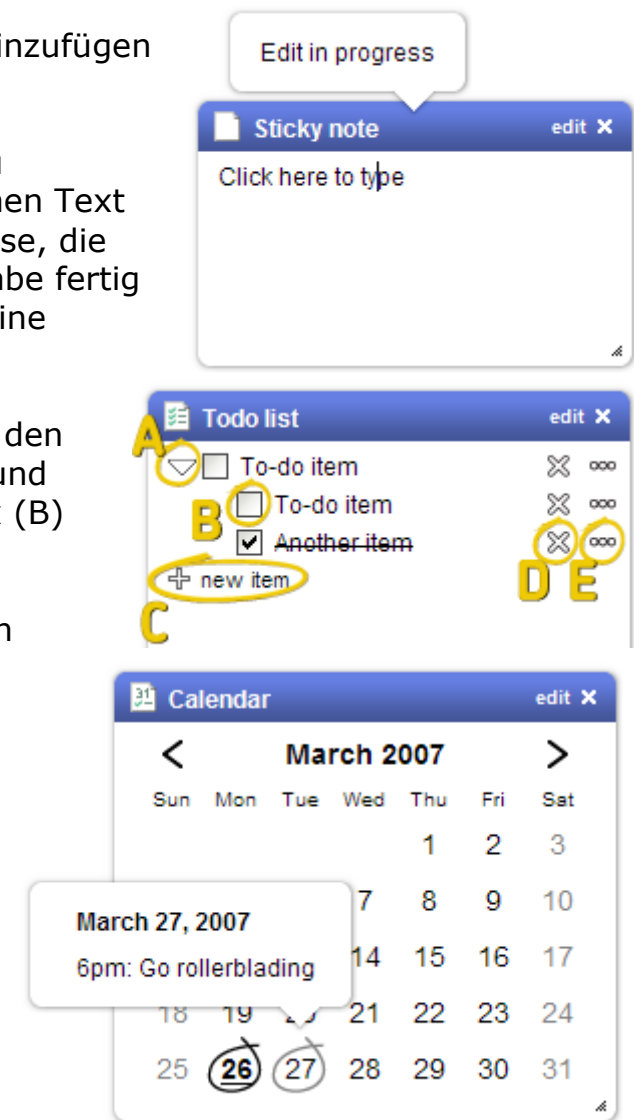 inzufügen
Edit in progress
Sticky note edit
Click here to type
nen Text
se, die
abe fertig
ine
Todo list edit
den
und
(B)
A
To-do item
B
To-do item
Another item
D E
new item
C
n
31 Calendar edit
< March 2007 >
Sun Mon Tue Wed Thu Fri Sat
1 2 3
7 8 9 10
March 27, 2007
6pm: Go rollerblading
14 15 16 17
18 19 21 22 23 24
25 26 27 28 29 30 31